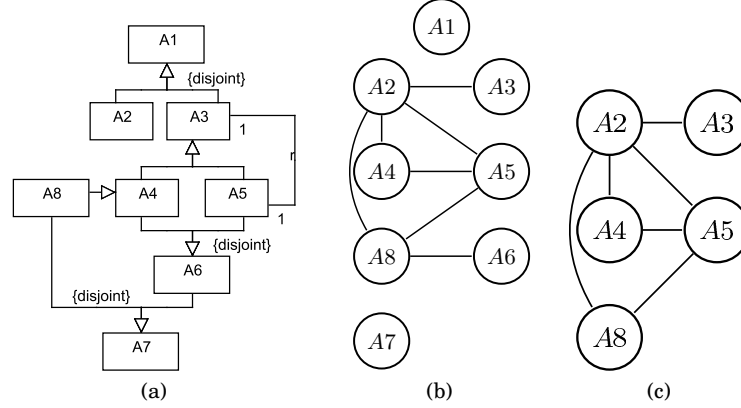 A1
{disjoint}
A2
A3
1
r
A8
A4
A5
1
{disjoint}
A6
{disjoint}
A7
(a)
A1
A2
A3
A4
A5
A8
A6
A7
(b)
A2
A3
A4
A5
A8
(c)